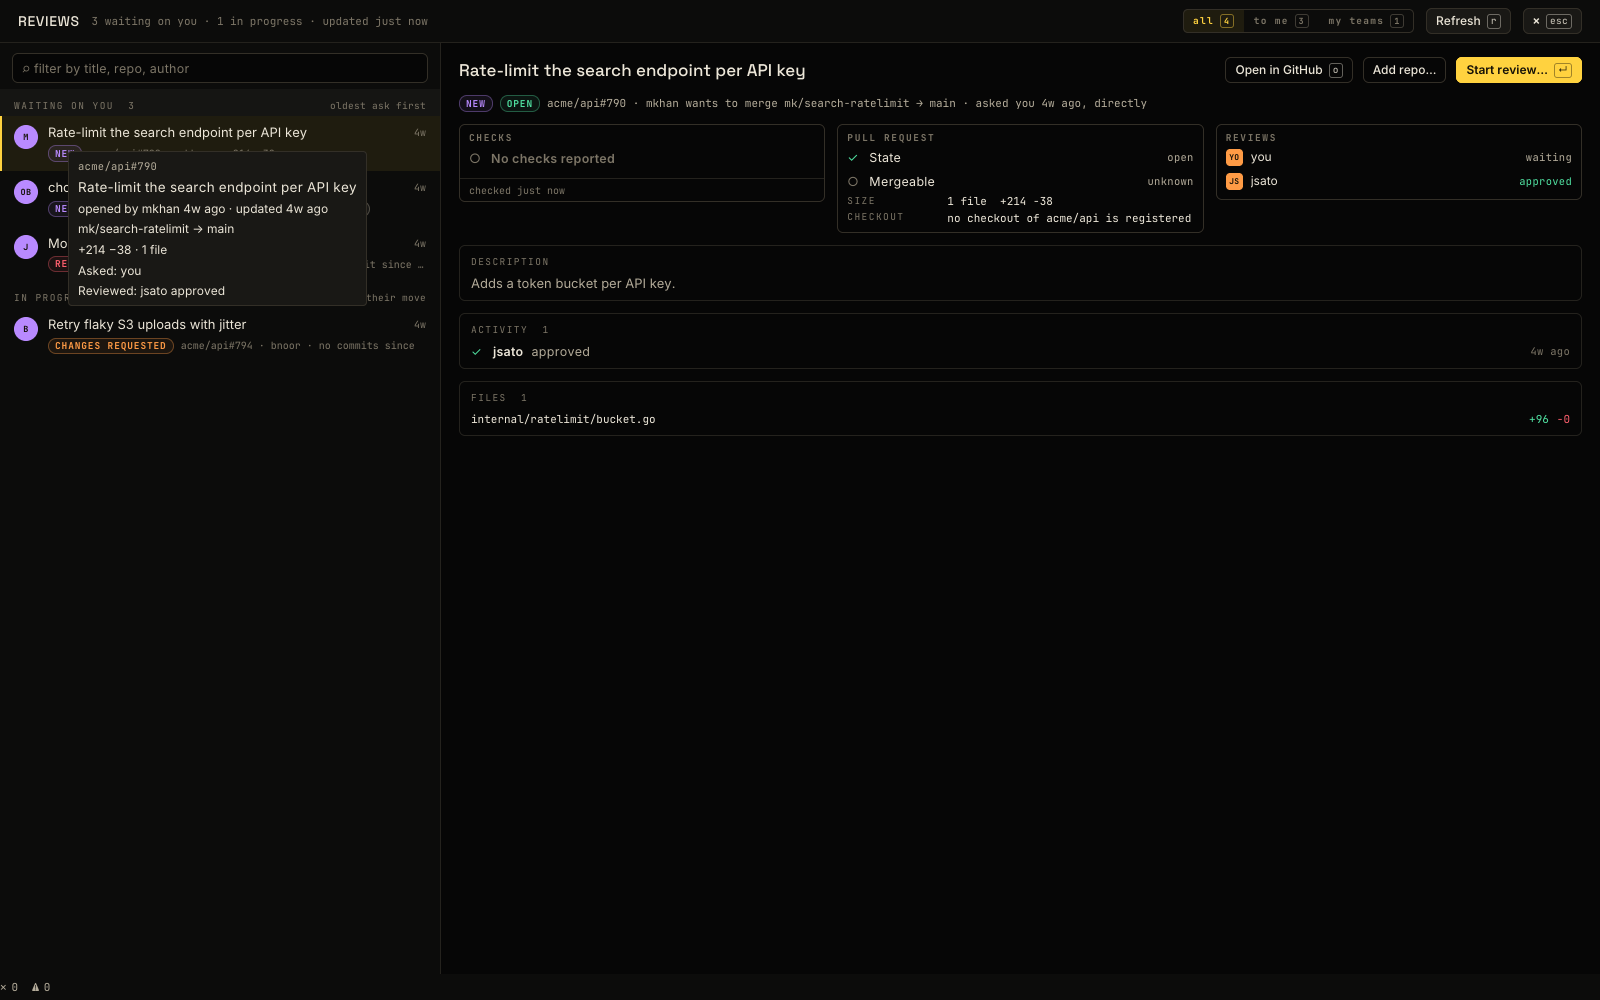 REVIEWS 3 waiting on you · 1 in progress · updated just now
all 4 to me 3 my teams 1 Refresh r × esc
filter by title, repo, author
WAITING ON YOU 3 oldest ask first
M Rate-limit the search endpoint per API key 4w
acme/api#790
Rate-limit the search endpoint per API key
opened by mkhan 4w ago · updated 4w ago
mk/search-ratelimit → main
+214 −38 · 1 file
Asked: you
Reviewed: jsato approved
OB 4w
J 4w
it since …
their move
B Retry flaky S3 uploads with jitter 4w
CHANGES REQUESTED acme/api#794 · bnoor · no commits since
Rate-limit the search endpoint per API key
Open in GitHub o Add repo... Start review... ↵
NEW OPEN acme/api#790 · mkhan wants to merge mk/search-ratelimit → main · asked you 4w ago, directly
CHECKS
No checks reported
checked just now
PULL REQUEST
✓ State open
Mergeable unknown
SIZE 1 file +214 -38
CHECKOUT no checkout of acme/api is registered
REVIEWS
YO you waiting
JS jsato approved
DESCRIPTION
Adds a token bucket per API key.
ACTIVITY 1
✓ jsato approved 4w ago
FILES 1
internal/ratelimit/bucket.go +96 -0
× 0 ⚠ 0